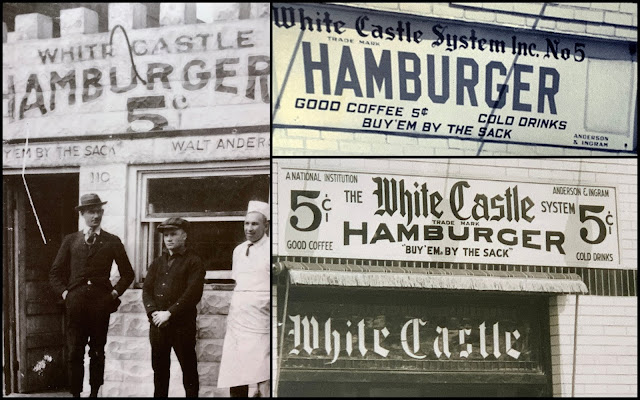 WHITE CASTLE
HAMBURGER
5¢
"BUY 'EM BY THE SACK"
WALT ANDERS
110
White Castle System Inc. No 5
TRADE MARK
HAMBURGER
GOOD COFFEE 5¢
COLD DRINKS
BUY 'EM BY THE SACK
ANDERSON
& INGRAM
A NATIONAL INSTITUTION
ANDERSON & INGRAM
5¢ THE White Castle SYSTEM 5¢
TRADE MARK
HAMBURGER
GOOD COFFEE
"BUY 'EM BY THE SACK"
COLD DRINKS
White Castle